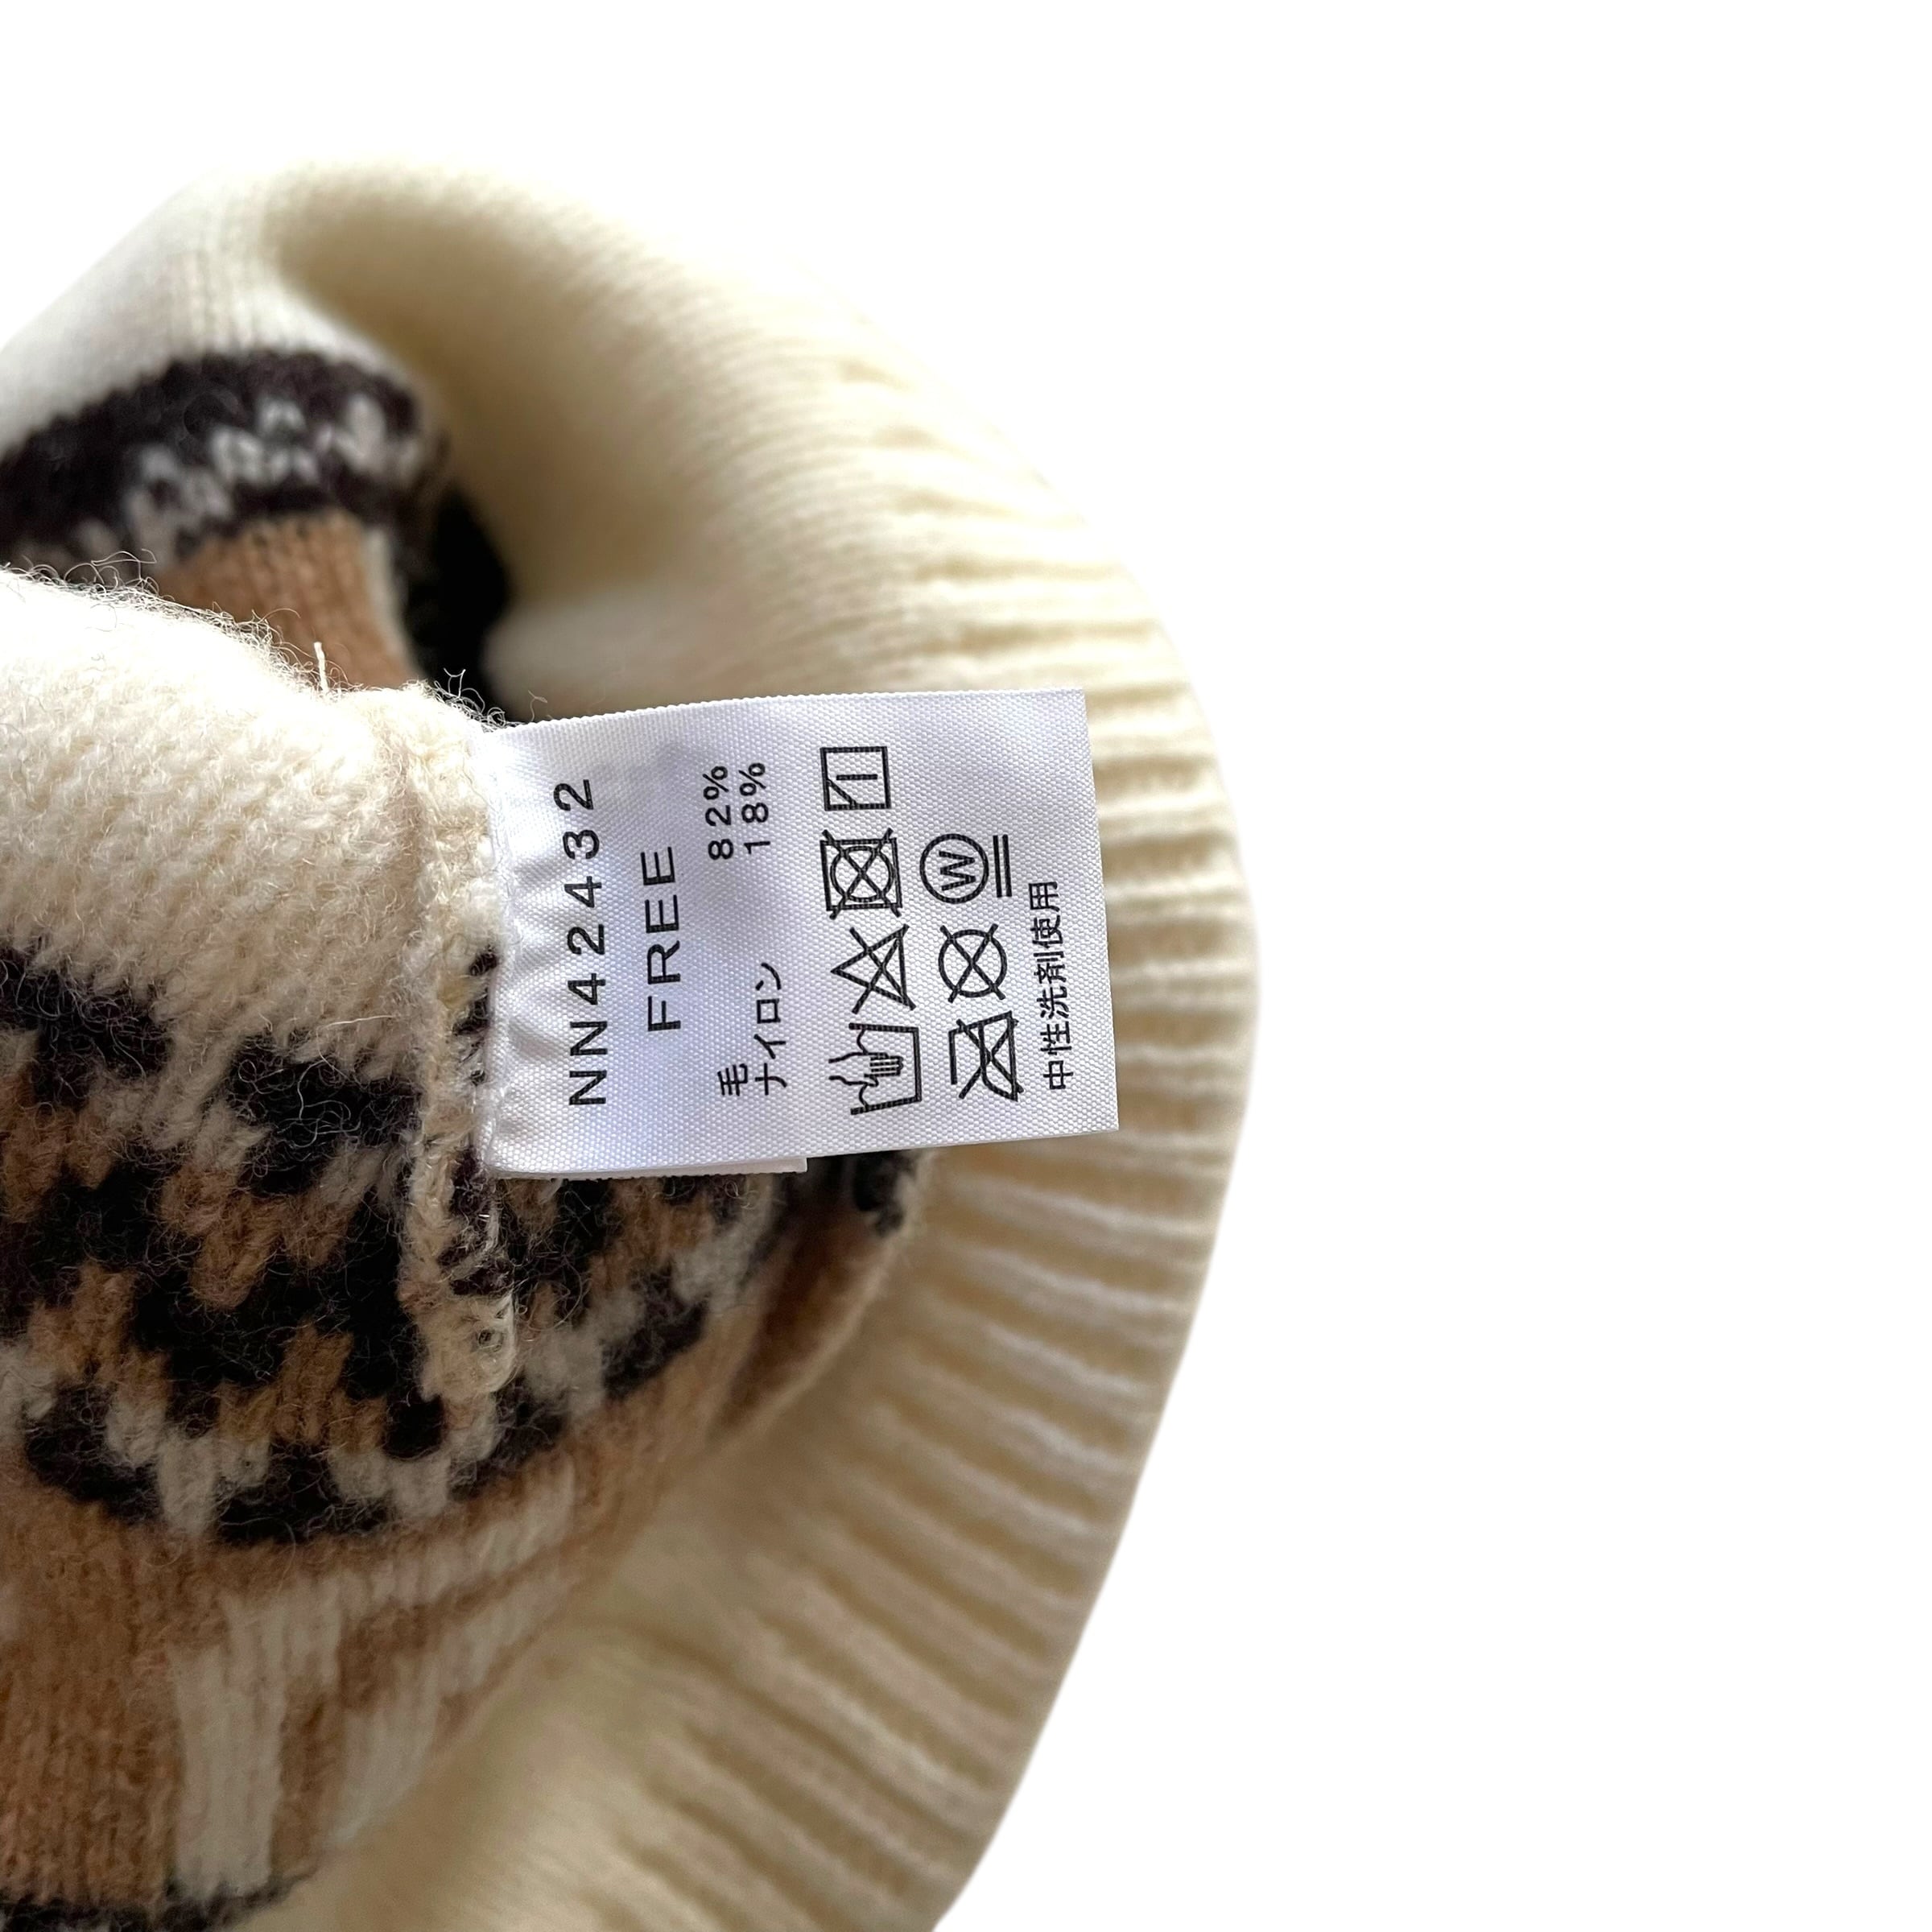 NN42432
FREE
毛 82%
ナイロン 18%
W
中性洗剤使用